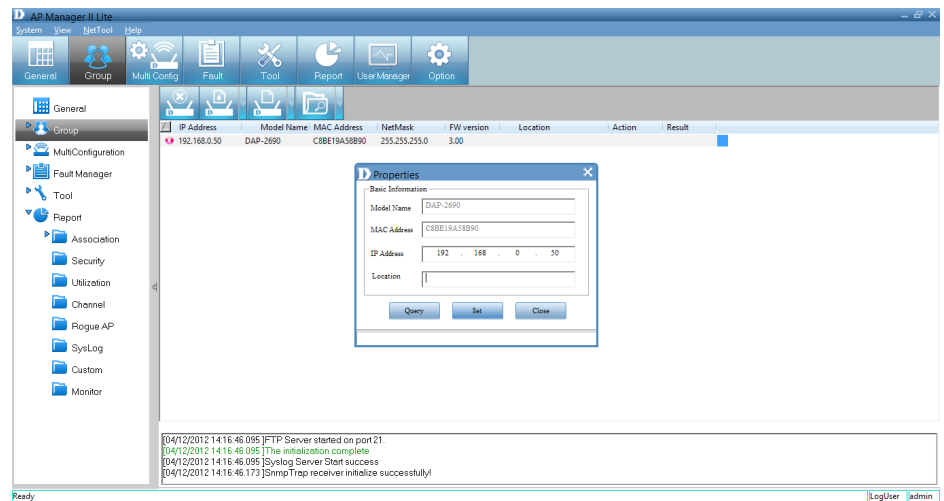 D AP Manager II Lite
System View NetTool Help
General Group Multi Config Fault Tool Report User Manager Option
General
Group
MultiConfiguration
Fault Manager
Tool
Report
Association
Security
Utilization
Channel
Rogue AP
SysLog
Custom
Monitor
IP Address Model Name MAC Address NetMask FW version Location Action Result
192.168.0.50 DAP-2690 C8BE19A58B90 255.255.255.0 3.00
D Properties
Basic Information
Model Name DAP-2690
MAC Address C8BE19A58B90
IP Address 192 . 168 . 0 . 50
Location
Query Set Close
[04/12/2012 14:16:46.095 ]FTP Server started on port 21.
[04/12/2012 14:16:46.095 ]The initialization complete
[04/12/2012 14:16:46.095 ]Syslog Server Start success
[04/12/2012 14:16:46.173 ]SnmpTrap receiver initialize successfully!
Ready LogUser admin